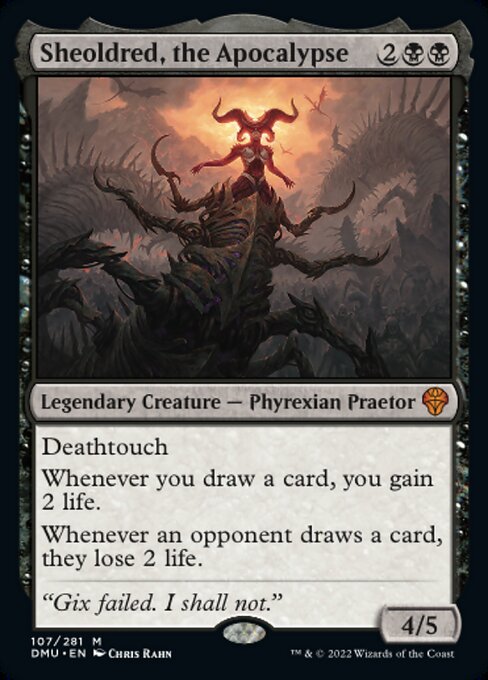 Sheoldred, the Apocalypse 2
Legendary Creature — Phyrexian Praetor
Deathtouch
Whenever you draw a card, you gain
2 life.
Whenever an opponent draws a card,
they lose 2 life.
“Gix failed. I shall not.”
4/5
107/281 M
DMU • EN Chris Rahn
™ & © 2022 Wizards of the Coast